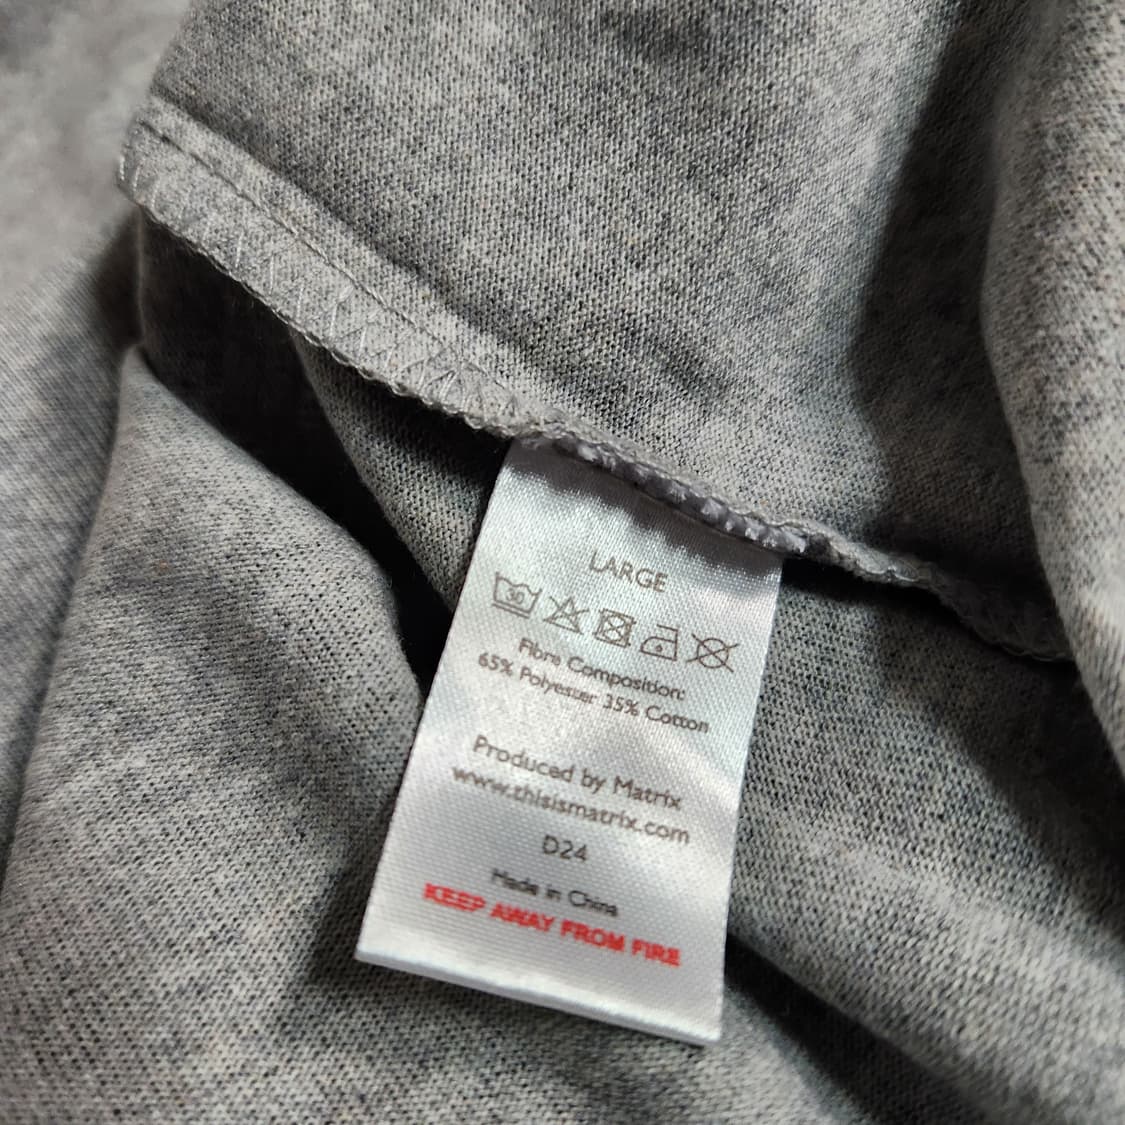 LARGE
30
Fibre Composition:
65% Polyester 35% Cotton
Produced by Matrix
www.thisismatrix.com
D24
Made in China
KEEP AWAY FROM FIRE